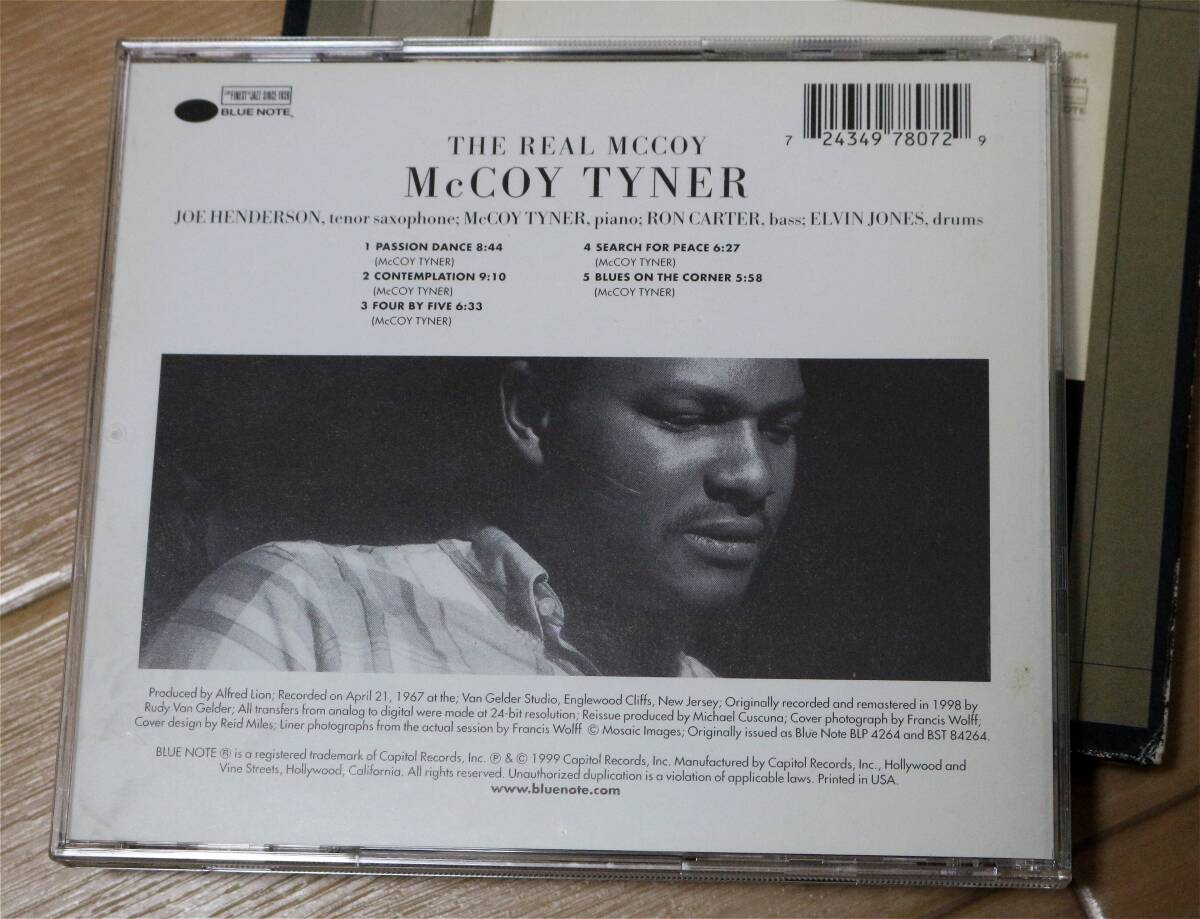 THE FINEST IN JAZZ SINCE 1939
BLUE NOTE
7 24349 78072 9
THE REAL MCCOY
McCOY TYNER
JOE HENDERSON, tenor saxophone; McCOY TYNER, piano; RON CARTER, bass; ELVIN JONES, drums
1 PASSION DANCE 8:44
(McCOY TYNER)
2 CONTEMPLATION 9:10
(McCOY TYNER)
3 FOUR BY FIVE 6:33
(McCOY TYNER)
4 SEARCH FOR PEACE 6:27
(McCOY TYNER)
5 BLUES ON THE CORNER 5:58
(McCOY TYNER)
Produced by Alfred Lion; Recorded on April 21, 1967 at the; Van Gelder Studio, Englewood Cliffs, New Jersey; Originally recorded and remastered in 1998 by
Rudy Van Gelder; All transfers from analog to digital were made at 24-bit resolution; Reissue produced by Michael Cuscuna; Cover photograph by Francis Wolff;
Cover design by Reid Miles; Liner photographs from the actual session by Francis Wolff © Mosaic Images; Originally issued as Blue Note BLP 4264 and BST 84264.
BLUE NOTE ® is a registered trademark of Capitol Records, Inc. ℗ & © 1999 Capitol Records, Inc. Manufactured by Capitol Records, Inc., Hollywood and
Vine Streets, Hollywood, California. All rights reserved. Unauthorized duplication is a violation of applicable laws. Printed in USA.
www.bluenote.com